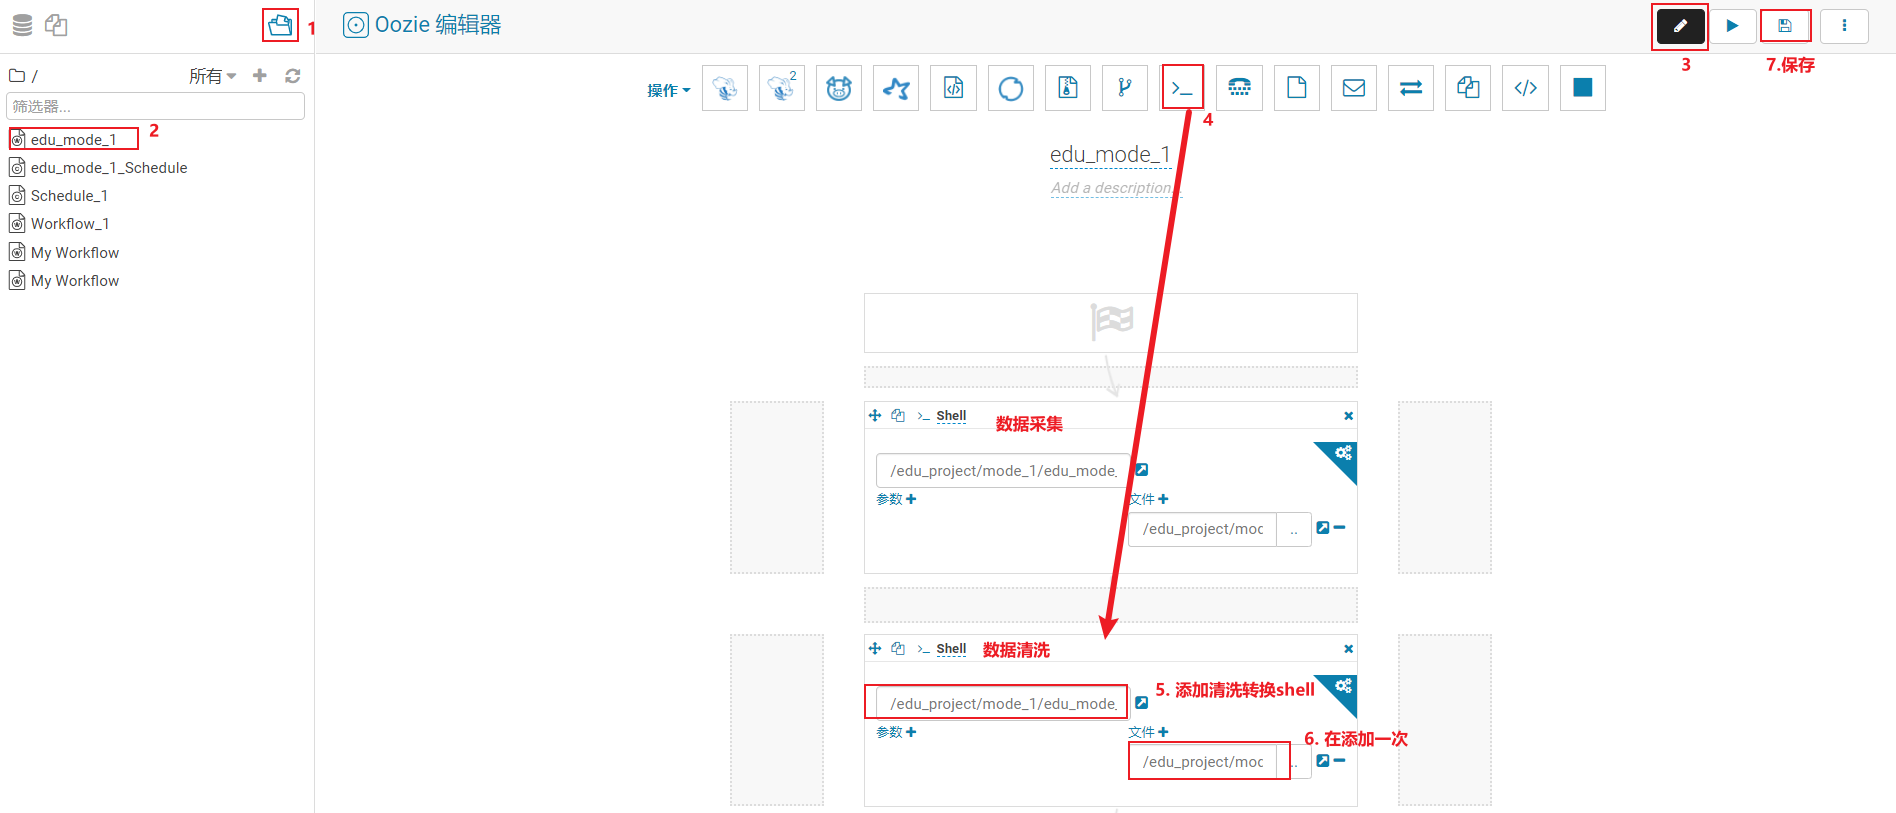 1
Oozie 编辑器
3
7.保存
/
所有
筛选器...
操作
2
4
edu_mode_1
2
edu_mode_1_Schedule
Schedule_1
Workflow_1
My Workflow
My Workflow
edu_mode_1
Add a description...
Shell
数据采集
/edu_project/mode_1/edu_mode_
参数
文件
/edu_project/moc
..
Shell
数据清洗
/edu_project/mode_1/edu_mode_
5. 添加清洗转换shell
参数
文件
6. 在添加一次
/edu_project/moc
..